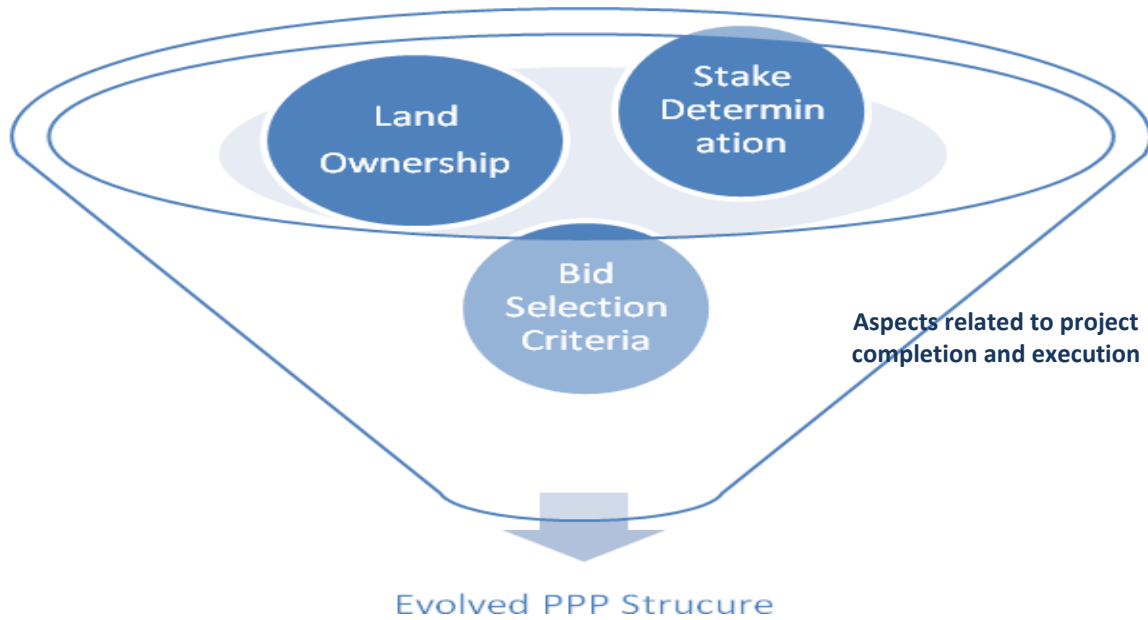 Land
Ownership
Stake
Determin
ation
Bid
Selection
Criteria
Aspects related to project
completion and execution
Evolved PPP Strucure